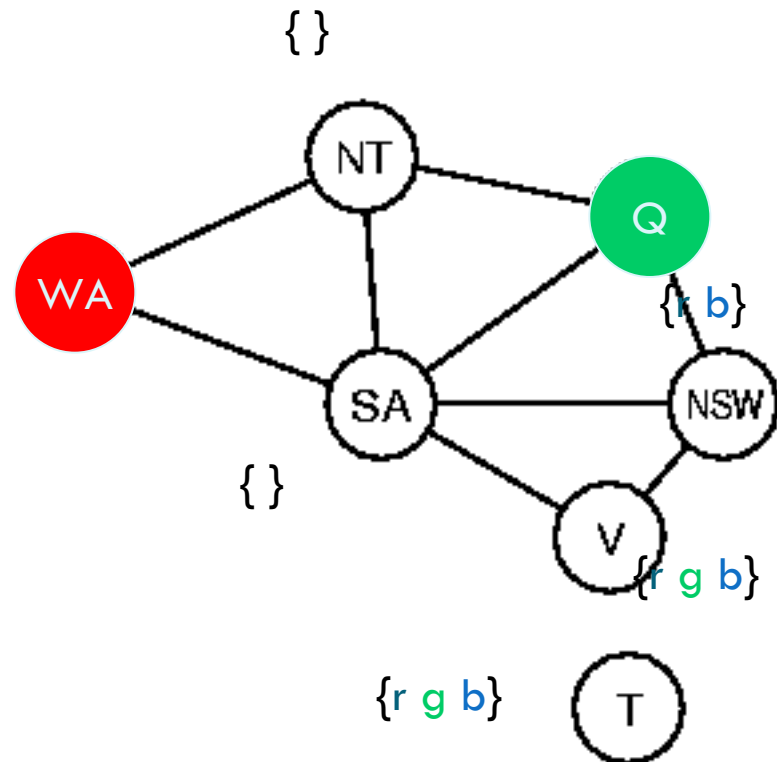 { }
NT
Q
WA
{r b}
SA
NSW
{ }
V
{r g b}
{r g b}
T